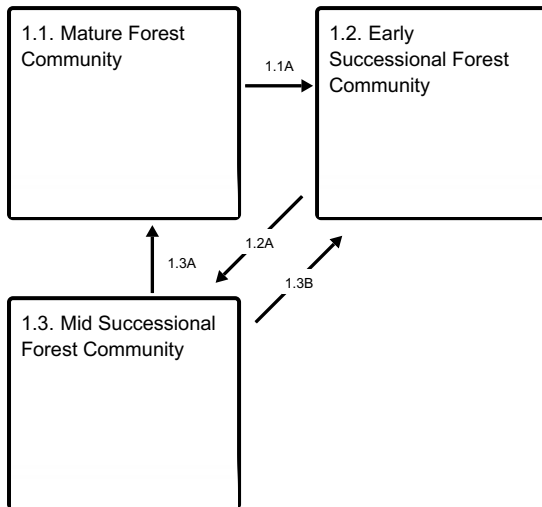 1.1. Mature Forest
Community
1.1A
1.2. Early
Successional Forest
Community
1.2A
1.3A
1.3B
1.3. Mid Successional
Forest Community